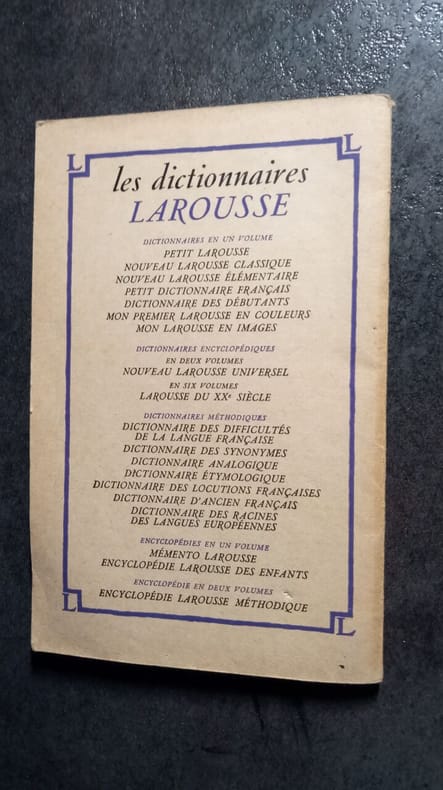 L L
les dictionnaires
LAROUSSE
DICTIONNAIRES EN UN VOLUME
PETIT LAROUSSE
NOUVEAU LAROUSSE CLASSIQUE
NOUVEAU LAROUSSE ÉLÉMENTAIRE
PETIT DICTIONNAIRE FRANÇAIS
DICTIONNAIRE DES DÉBUTANTS
MON PREMIER LAROUSSE EN COULEURS
MON LAROUSSE EN IMAGES
DICTIONNAIRES ENCYCLOPÉDIQUES
EN DEUX VOLUMES
NOUVEAU LAROUSSE UNIVERSEL
EN SIX VOLUMES
LAROUSSE DU XXe SIÈCLE
DICTIONNAIRES MÉTHODIQUES
DICTIONNAIRE DES DIFFICULTÉS
DE LA LANGUE FRANÇAISE
DICTIONNAIRE DES SYNONYMES
DICTIONNAIRE ANALOGIQUE
DICTIONNAIRE ÉTYMOLOGIQUE
DICTIONNAIRE DES LOCUTIONS FRANÇAISES
DICTIONNAIRE D'ANCIEN FRANÇAIS
DICTIONNAIRE DES RACINES
DES LANGUES EUROPÉENNES
ENCYCLOPÉDIES EN UN VOLUME
MÉMENTO LAROUSSE
ENCYCLOPÉDIE LAROUSSE DES ENFANTS
ENCYCLOPÉDIE EN DEUX VOLUMES
ENCYCLOPÉDIE LAROUSSE MÉTHODIQUE
L L